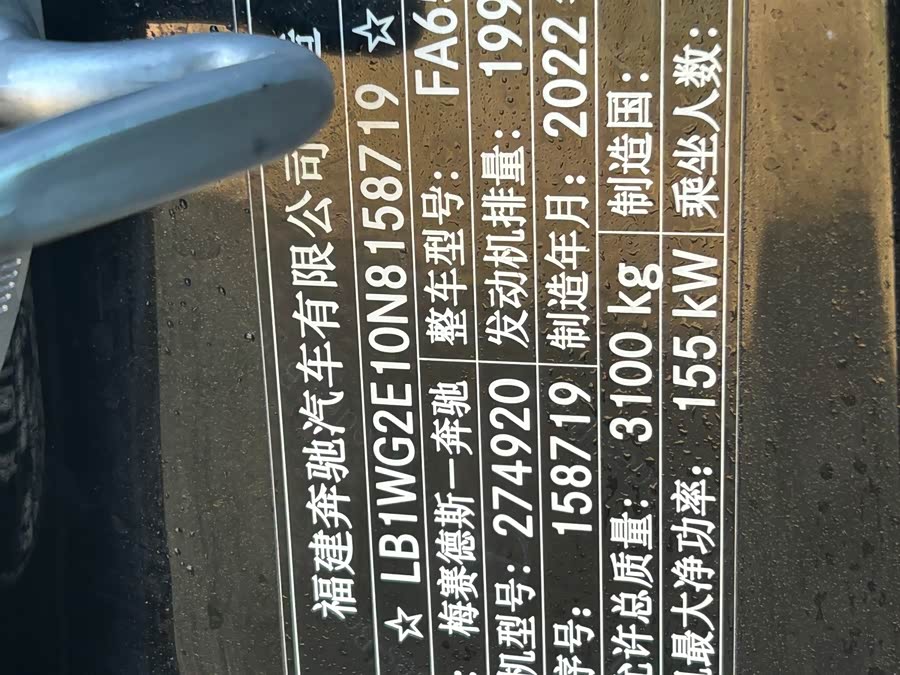 福建奔驰汽车有限公司
☆ LB1WG2E10N8158719 ☆
梅赛德斯一奔驰 整车型号: FA6
机型号: 274920 发动机排量: 199
序号: 158719 制造年月: 2022
允许总质量: 3100 kg 制造国:
最大净功率: 155 kW 乘坐人数: